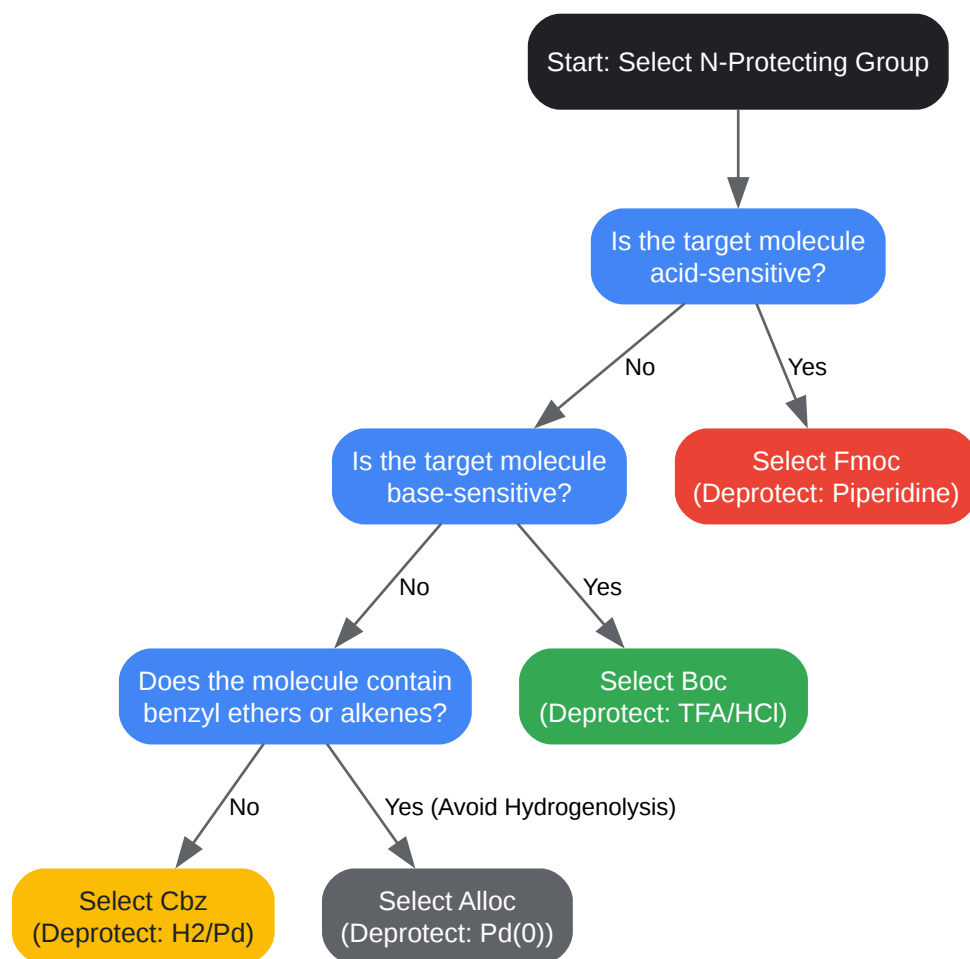 Start: Select N-Protecting Group
Is the target molecule
acid-sensitive?
No
Yes
Is the target molecule
base-sensitive?
Select Fmoc
(Deprotect: Piperidine)
No
Yes
Does the molecule contain
benzyl ethers or alkenes?
Select Boc
(Deprotect: TFA/HCl)
No
Yes (Avoid Hydrogenolysis)
Select Cbz
(Deprotect: H2/Pd)
Select Alloc
(Deprotect: Pd(0))